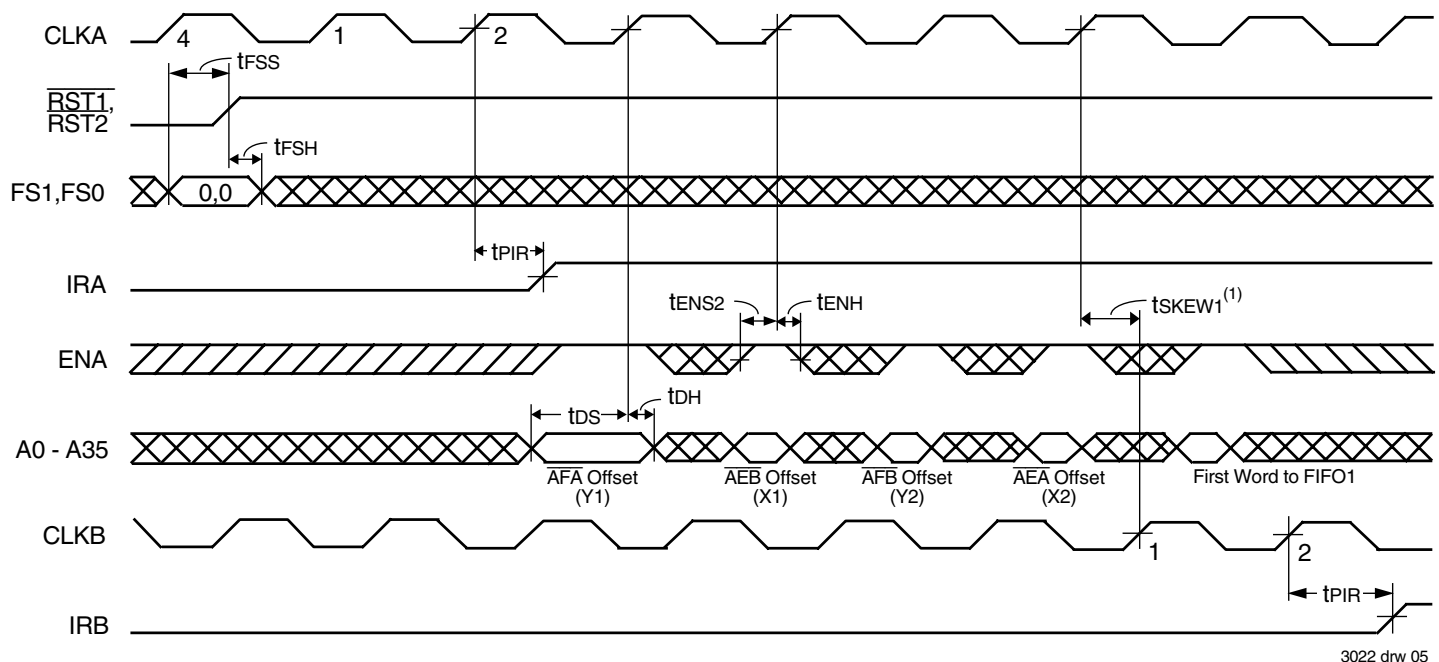 CLKA 4 1 2
tFSS
RST1,
RST2
tFSH
FS1,FS0 0,0
tPIR
IRA
tENS2 tENH tSKEW1(1)
ENA
tDS tDH
A0 - A35
AFA Offset
(Y1)
AEB Offset
(X1)
AFB Offset
(Y2)
AEA Offset
(X2)
First Word to FIFO1
CLKB 1 2
tPIR
IRB
3022 drw 05